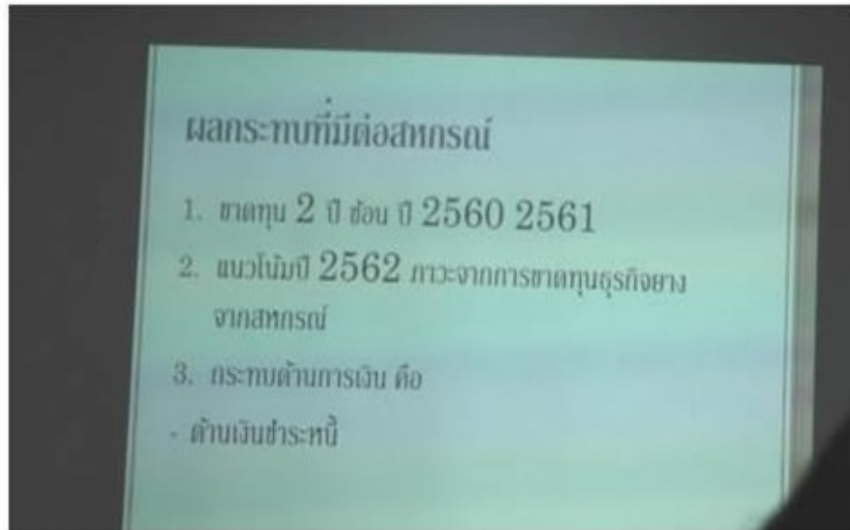 ผลกระทบที่มีต่อสหกรณ์
1. ขาดทุน 2 ปี ซ้อน ปี 2560 2561
2. แนวโน้มปี 2562 ภาวะจากการขาดทุนธุรกิจยาง
จากสหกรณ์
3. กระทบด้านการเงิน คือ
- ด้านเงินชำระหนี้